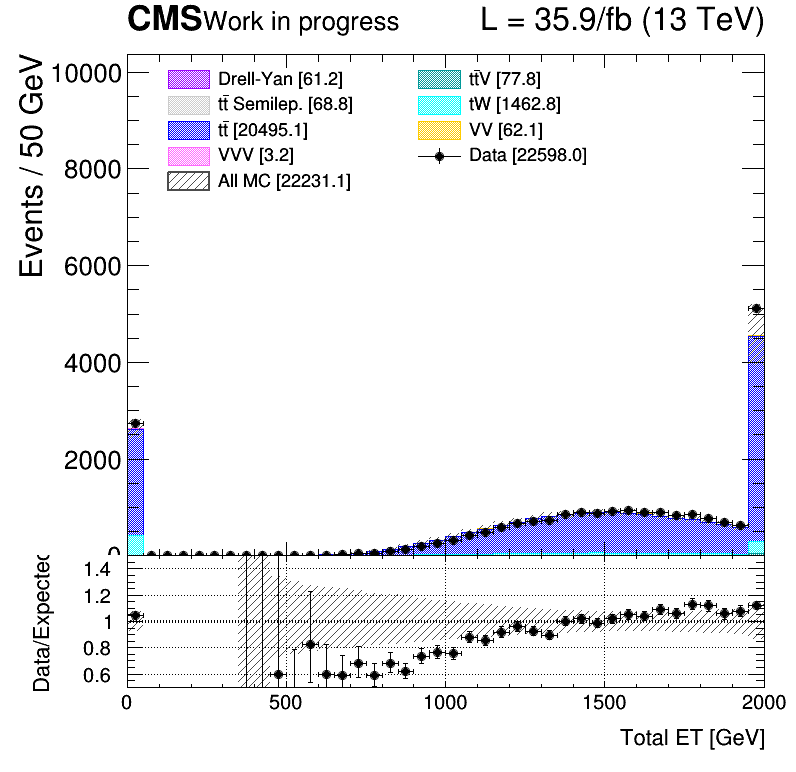 CMS Work in progress L = 35.9/fb (13 TeV)
Events / 50 GeV
10000
8000
6000
4000
2000
0
Drell-Yan [61.2]
tt̄ Semilep. [68.8]
tt̄ [20495.1]
VVV [3.2]
All MC [22231.1]
tt̄V [77.8]
tW [1462.8]
VV [62.1]
Data [22598.0]
Data/Expected
1.4
1.2
1
0.8
0.6
0 500 1000 1500 2000
Total ET [GeV]